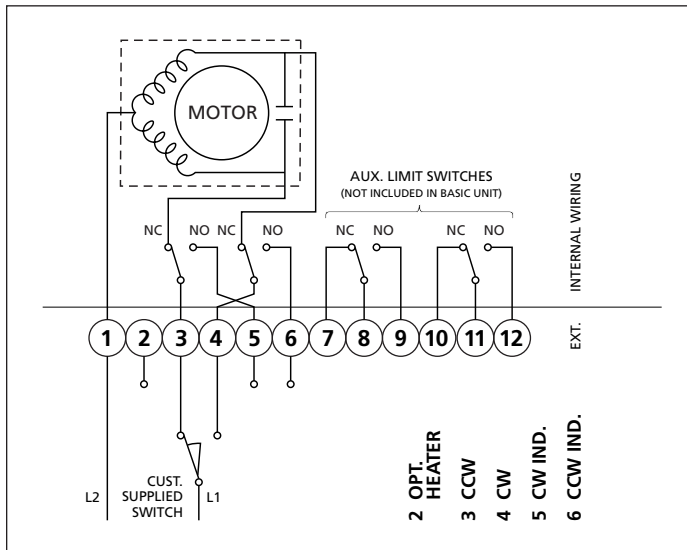 MOTOR
AUX. LIMIT SWITCHES
(NOT INCLUDED IN BASIC UNIT)
NC NO NC NO NC NO NC NO
INTERNAL WIRING
1 2 3 4 5 6 7 8 9 10 11 12
EXT.
L2
CUST.
SUPPLIED
SWITCH
L1
2 OPT.
HEATER
3 CCW
4 CW
5 CW IND.
6 CCW IND.